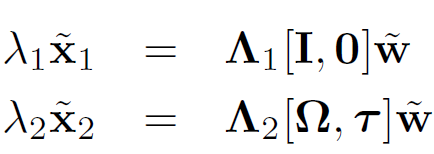 λ₁x̃₁ = Λ₁[I, 0]w̃
λ₂x̃₂ = Λ₂[Ω, τ]w̃